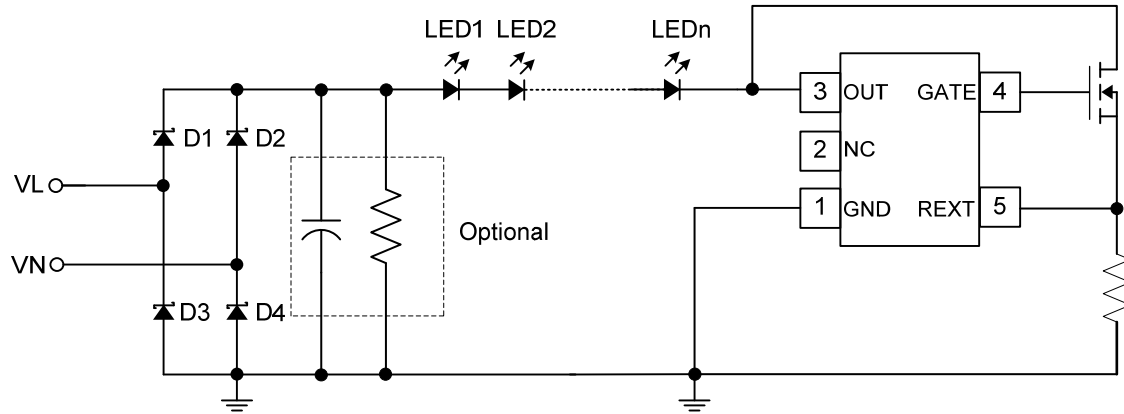 LED1 LED2 LEDn
3 OUT GATE 4
D1 D2
2 NC
VL
1 GND REXT 5
Optional
VN
D3 D4